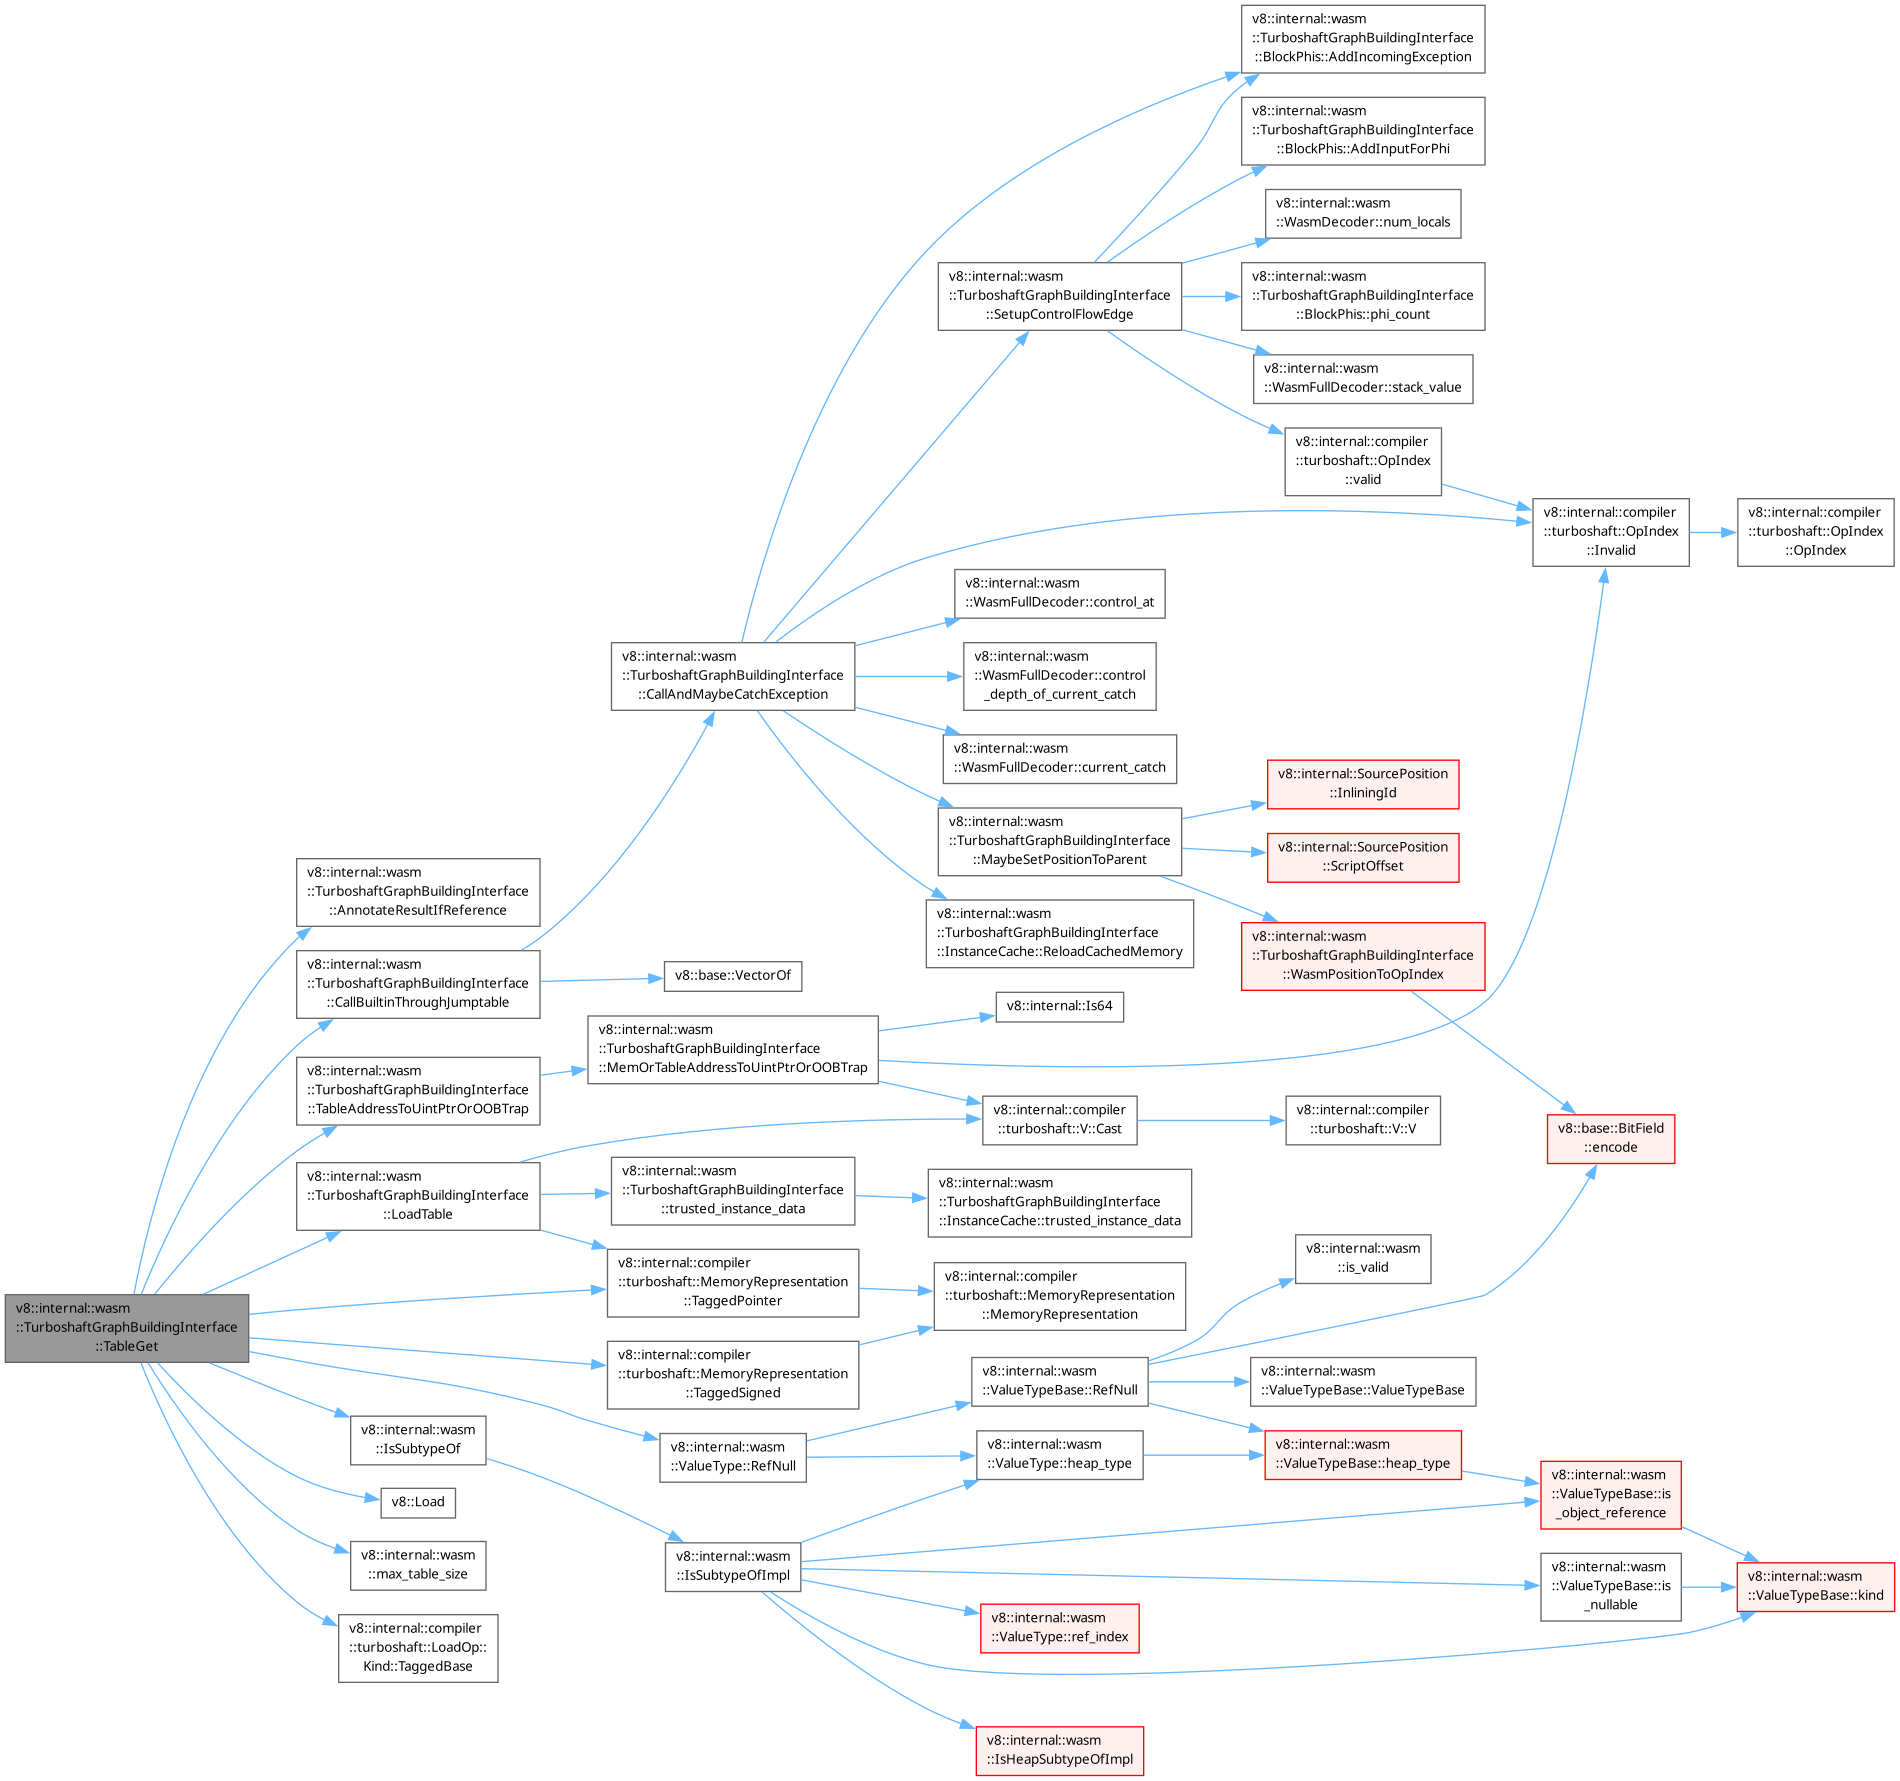 v8::internal::wasm
::TurboshaftGraphBuildingInterface
::BlockPhis::AddIncomingException
v8::internal::wasm
::TurboshaftGraphBuildingInterface
::BlockPhis::AddInputForPhi
v8::internal::wasm
::WasmDecoder::num_locals
v8::internal::wasm
::TurboshaftGraphBuildingInterface
::SetupControlFlowEdge
v8::internal::wasm
::TurboshaftGraphBuildingInterface
::BlockPhis::phi_count
v8::internal::wasm
::WasmFullDecoder::stack_value
v8::internal::compiler
::turboshaft::OpIndex
::valid
v8::internal::compiler
::turboshaft::OpIndex
::Invalid
v8::internal::compiler
::turboshaft::OpIndex
::OpIndex
v8::internal::wasm
::WasmFullDecoder::control_at
v8::internal::wasm
::TurboshaftGraphBuildingInterface
::CallAndMaybeCatchException
v8::internal::wasm
::WasmFullDecoder::control
_depth_of_current_catch
v8::internal::wasm
::WasmFullDecoder::current_catch
v8::internal::SourcePosition
::InliningId
v8::internal::wasm
::TurboshaftGraphBuildingInterface
::MaybeSetPositionToParent
v8::internal::SourcePosition
::ScriptOffset
v8::internal::wasm
::TurboshaftGraphBuildingInterface
::AnnotateResultIfReference
v8::internal::wasm
::TurboshaftGraphBuildingInterface
::InstanceCache::ReloadCachedMemory
v8::internal::wasm
::TurboshaftGraphBuildingInterface
::WasmPositionToOpIndex
v8::internal::wasm
::TurboshaftGraphBuildingInterface
::CallBuiltinThroughJumptable
v8::base::VectorOf
v8::internal::Is64
v8::internal::wasm
::TurboshaftGraphBuildingInterface
::MemOrTableAddressToUintPtrOrOOBTrap
v8::internal::wasm
::TurboshaftGraphBuildingInterface
::TableAddressToUintPtrOrOOBTrap
v8::internal::compiler
::turboshaft::V::Cast
v8::internal::compiler
::turboshaft::V::V
v8::base::BitField
::encode
v8::internal::wasm
::TurboshaftGraphBuildingInterface
::LoadTable
v8::internal::wasm
::TurboshaftGraphBuildingInterface
::trusted_instance_data
v8::internal::wasm
::TurboshaftGraphBuildingInterface
::InstanceCache::trusted_instance_data
v8::internal::compiler
::turboshaft::MemoryRepresentation
::TaggedPointer
v8::internal::wasm
::is_valid
v8::internal::compiler
::turboshaft::MemoryRepresentation
::MemoryRepresentation
v8::internal::wasm
::TurboshaftGraphBuildingInterface
::TableGet
v8::internal::compiler
::turboshaft::MemoryRepresentation
::TaggedSigned
v8::internal::wasm
::ValueTypeBase::RefNull
v8::internal::wasm
::ValueTypeBase::ValueTypeBase
v8::internal::wasm
::IsSubtypeOf
v8::internal::wasm
::ValueType::RefNull
v8::internal::wasm
::ValueType::heap_type
v8::internal::wasm
::ValueTypeBase::heap_type
v8::internal::wasm
::ValueTypeBase::is
_object_reference
v8::Load
v8::internal::wasm
::max_table_size
v8::internal::wasm
::IsSubtypeOfImpl
v8::internal::wasm
::ValueTypeBase::is
_nullable
v8::internal::wasm
::ValueTypeBase::kind
v8::internal::wasm
::ValueType::ref_index
v8::internal::compiler
::turboshaft::LoadOp::
Kind::TaggedBase
v8::internal::wasm
::IsHeapSubtypeOfImpl